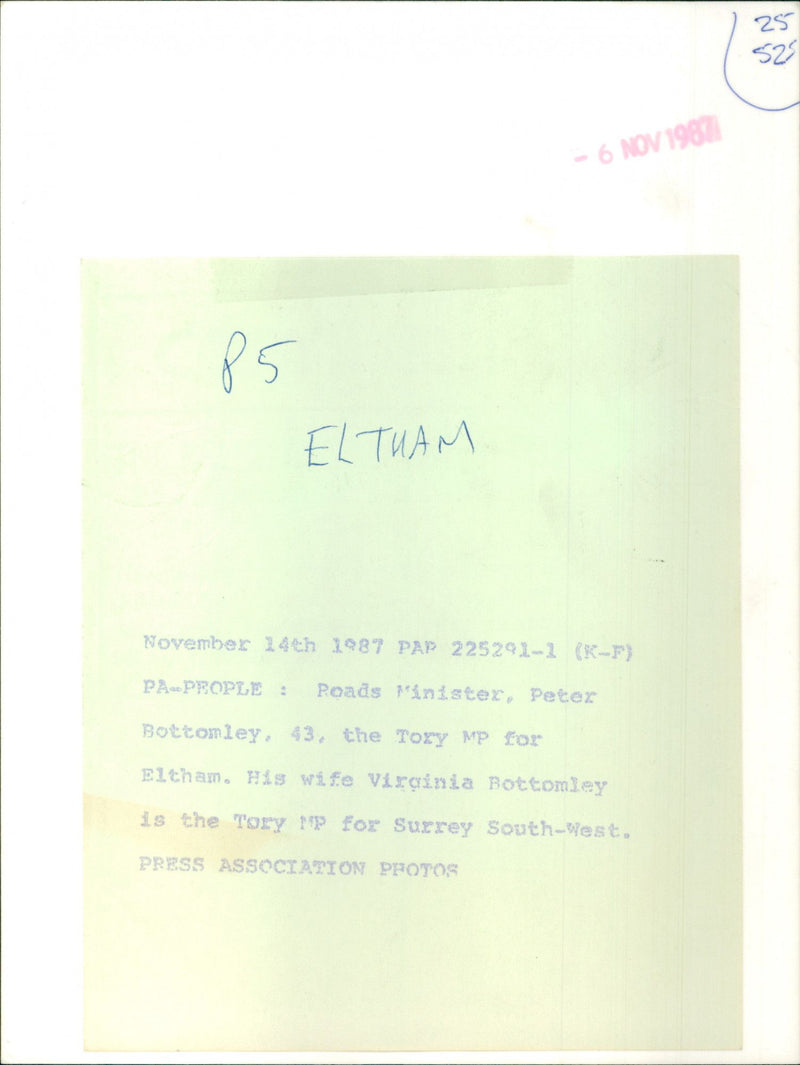 25
525
- 6 NOV 1987
P5
ELTHAM
November 14th 1987 PAP 225291-1 (K-F)
PA-PEOPLE : Roads Minister, Peter
Bottomley, 43, the Tory MP for
Eltham. His wife Virginia Bottomley
is the Tory MP for Surrey South-West.
PRESS ASSOCIATION PHOTOS